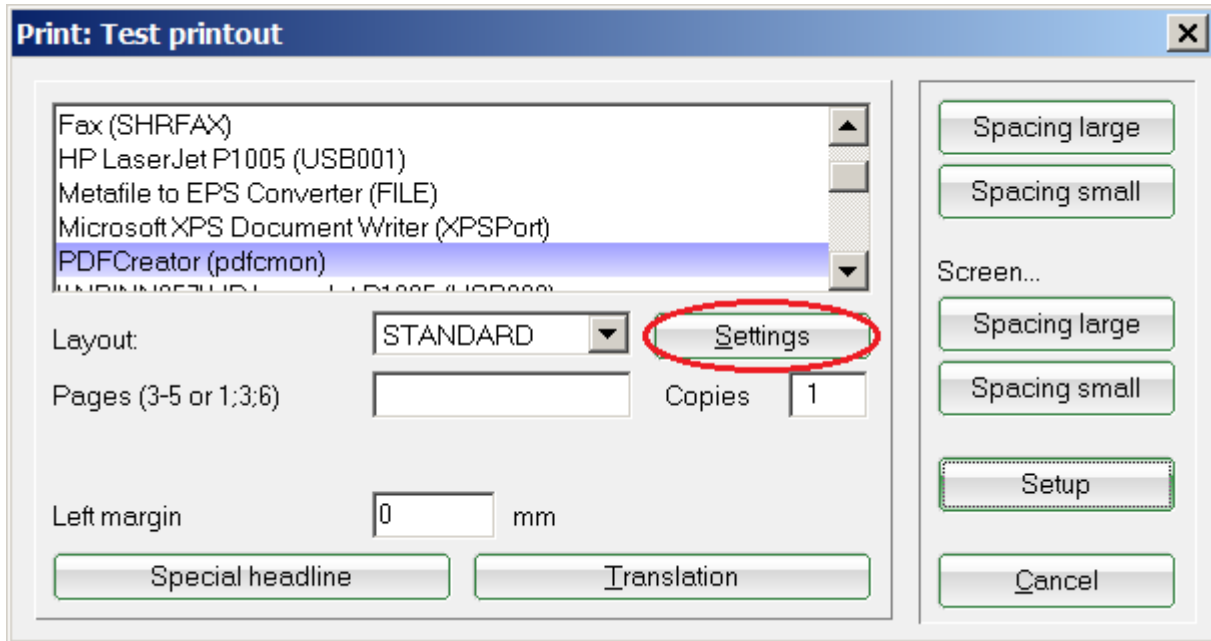 Print: Test printout
Fax (SHRFAX)
HP LaserJet P1005 (USB001)
Metafile to EPS Converter (FILE)
Microsoft XPS Document Writer (XPSPort)
PDFCreator (pdfcmon)
Layout:
STANDARD
Settings
Pages (3-5 or 1;3;6)
Copies
1
Left margin
0
mm
Special headline
Translation
Spacing large
Spacing small
Screen...
Spacing large
Spacing small
Setup
Cancel